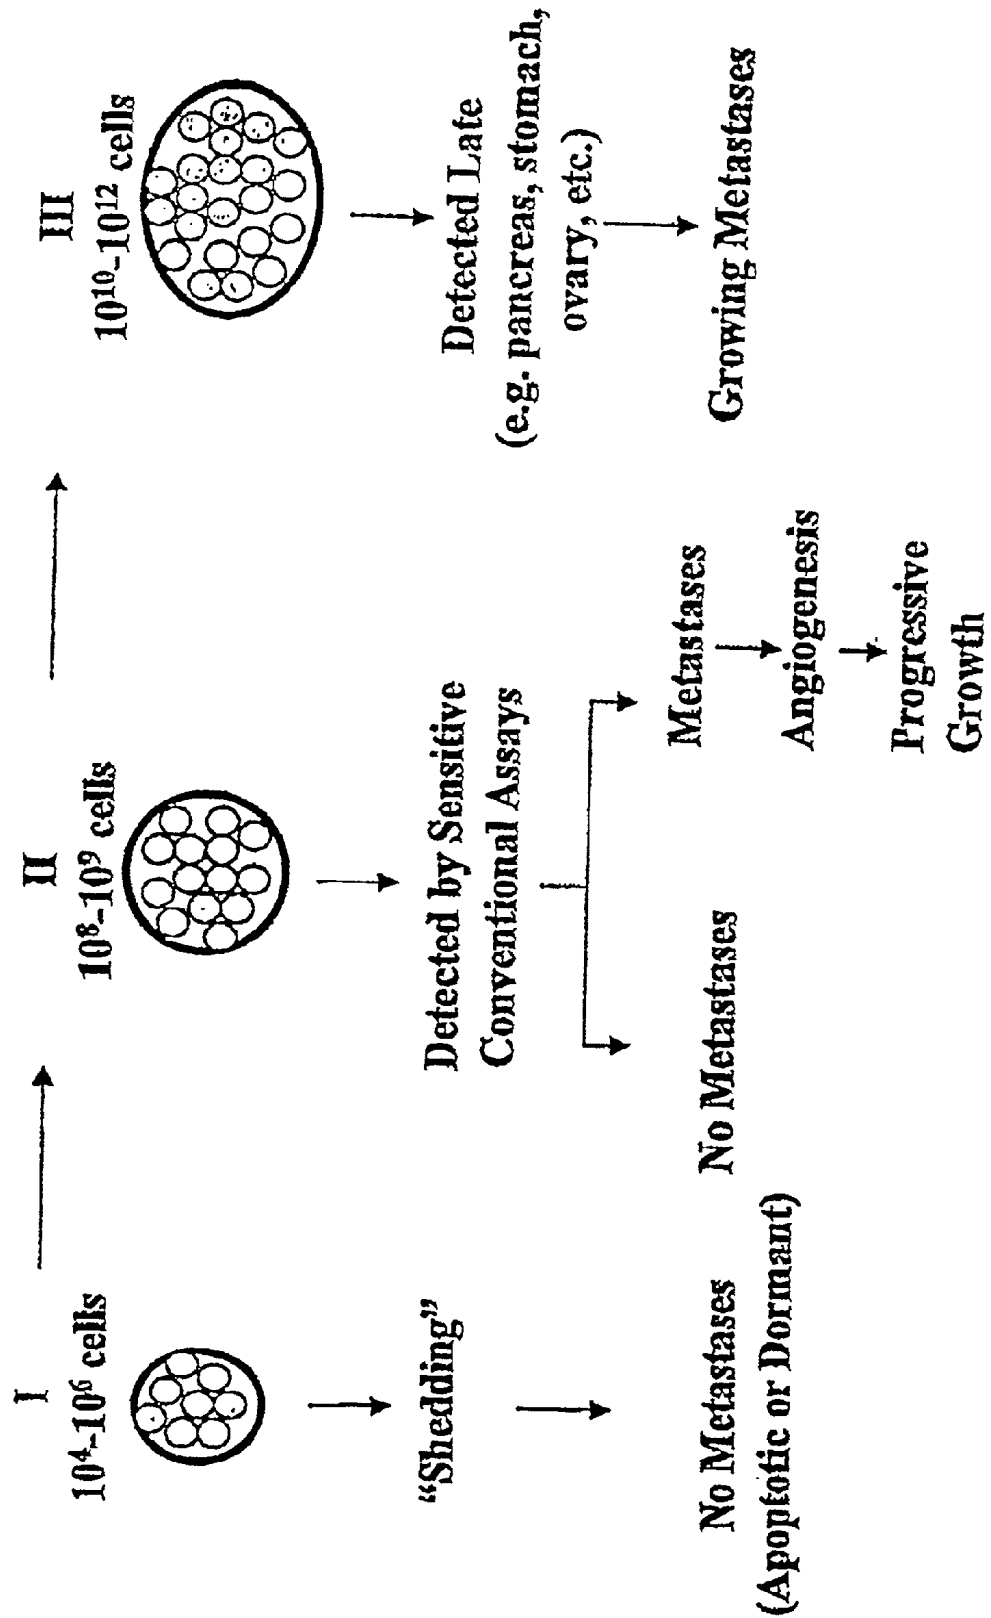 I
10⁴-10⁶ cells
"Shedding"
No Metastases
(Apoptotic or Dormant)
II
10⁸-10⁹ cells
Detected by Sensitive
Conventional Assays
No Metastases
Metastases
Angiogenesis
Progressive
Growth
III
10¹⁰-10¹² cells
Detected Late
(e.g. pancreas, stomach,
ovary, etc.)
Growing Metastases